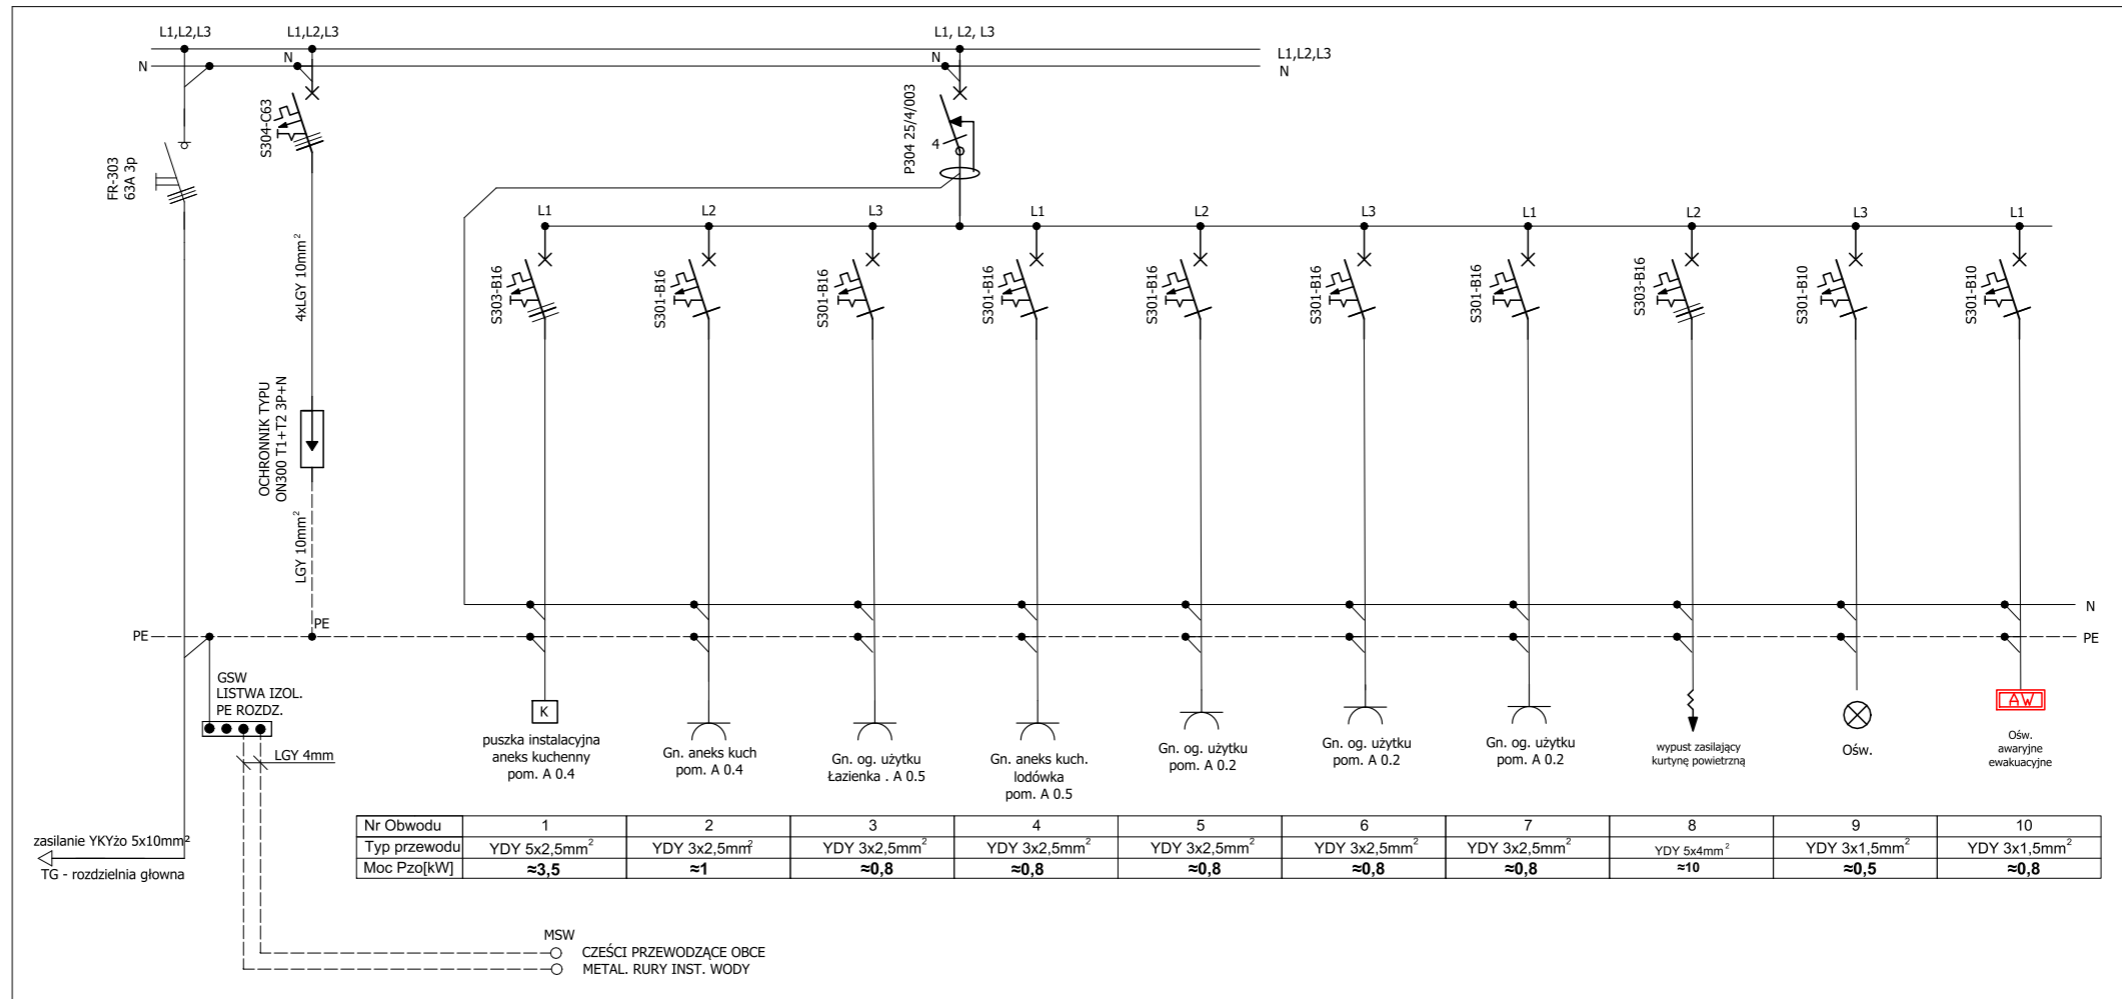 L1,L2,L3
L1,L2,L3
L1, L2, L3
L1,L2,L3
N
N
N
N
FR-303
63A 3p
S304-C63
P304 25/4/003
4
4xLGY 10mm²
OCHRONNIK TYPU
ON300 T1+T2 3P+N
LGY 10mm²
L1
L2
L3
L1
L2
L3
L1
L2
L3
L1
S303-B16
S301-B16
S301-B16
S301-B16
S301-B16
S301-B16
S301-B16
S303-B16
S301-B10
S301-B10
N
PE
PE
PE
GSW
LISTWA IZOL.
PE ROZDZ.
LGY 4mm
K
puszka instalacyjna
aneks kuchenny
pom. A 0.4
Gn. aneks kuch
pom. A 0.4
Gn. og. użytku
Łazienka . A 0.5
Gn. aneks kuch.
lodówka
pom. A 0.5
Gn. og. użytku
pom. A 0.2
Gn. og. użytku
pom. A 0.2
Gn. og. użytku
pom. A 0.2
wypust zasilający
kurtynę powietrzną
Ośw.
AW
Ośw.
awaryjne
ewakuacyjne
zasilanie YKYżo 5x10mm²
TG - rozdzielnia głowna
Nr Obwodu 1 2 3 4 5 6 7 8 9 10
Typ przewodu YDY 5x2,5mm² YDY 3x2,5mm² YDY 3x2,5mm² YDY 3x2,5mm² YDY 3x2,5mm² YDY 3x2,5mm² YDY 3x2,5mm² YDY 5x4mm² YDY 3x1,5mm² YDY 3x1,5mm²
Moc Pzo[kW] ≈3,5 ≈1 ≈0,8 ≈0,8 ≈0,8 ≈0,8 ≈0,8 ≈10 ≈0,5 ≈0,8
MSW
CZEŚCI PRZEWODZĄCE OBCE
METAL. RURY INST. WODY